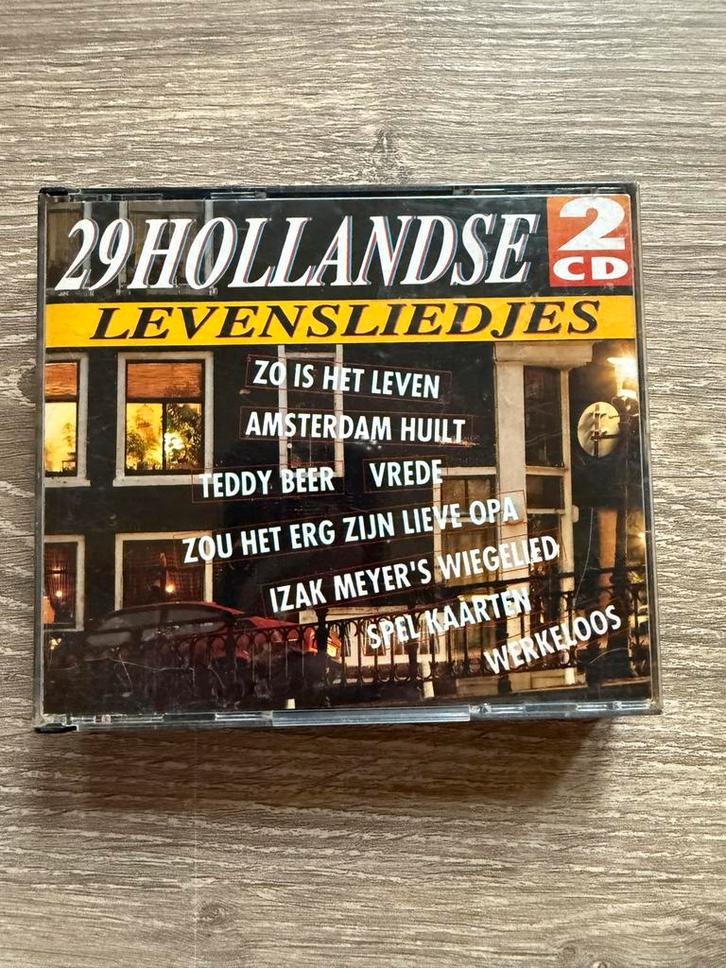 29 HOLLANDSE
2
CD
LEVENSLIEDJES
ZO IS HET LEVEN
AMSTERDAM HUILT
TEDDY BEER VREDE
ZOU HET ERG ZIJN LIEVE OPA
IZAK MEYER'S WIEGELIED
SPEL KAARTEN
WERKELOOS